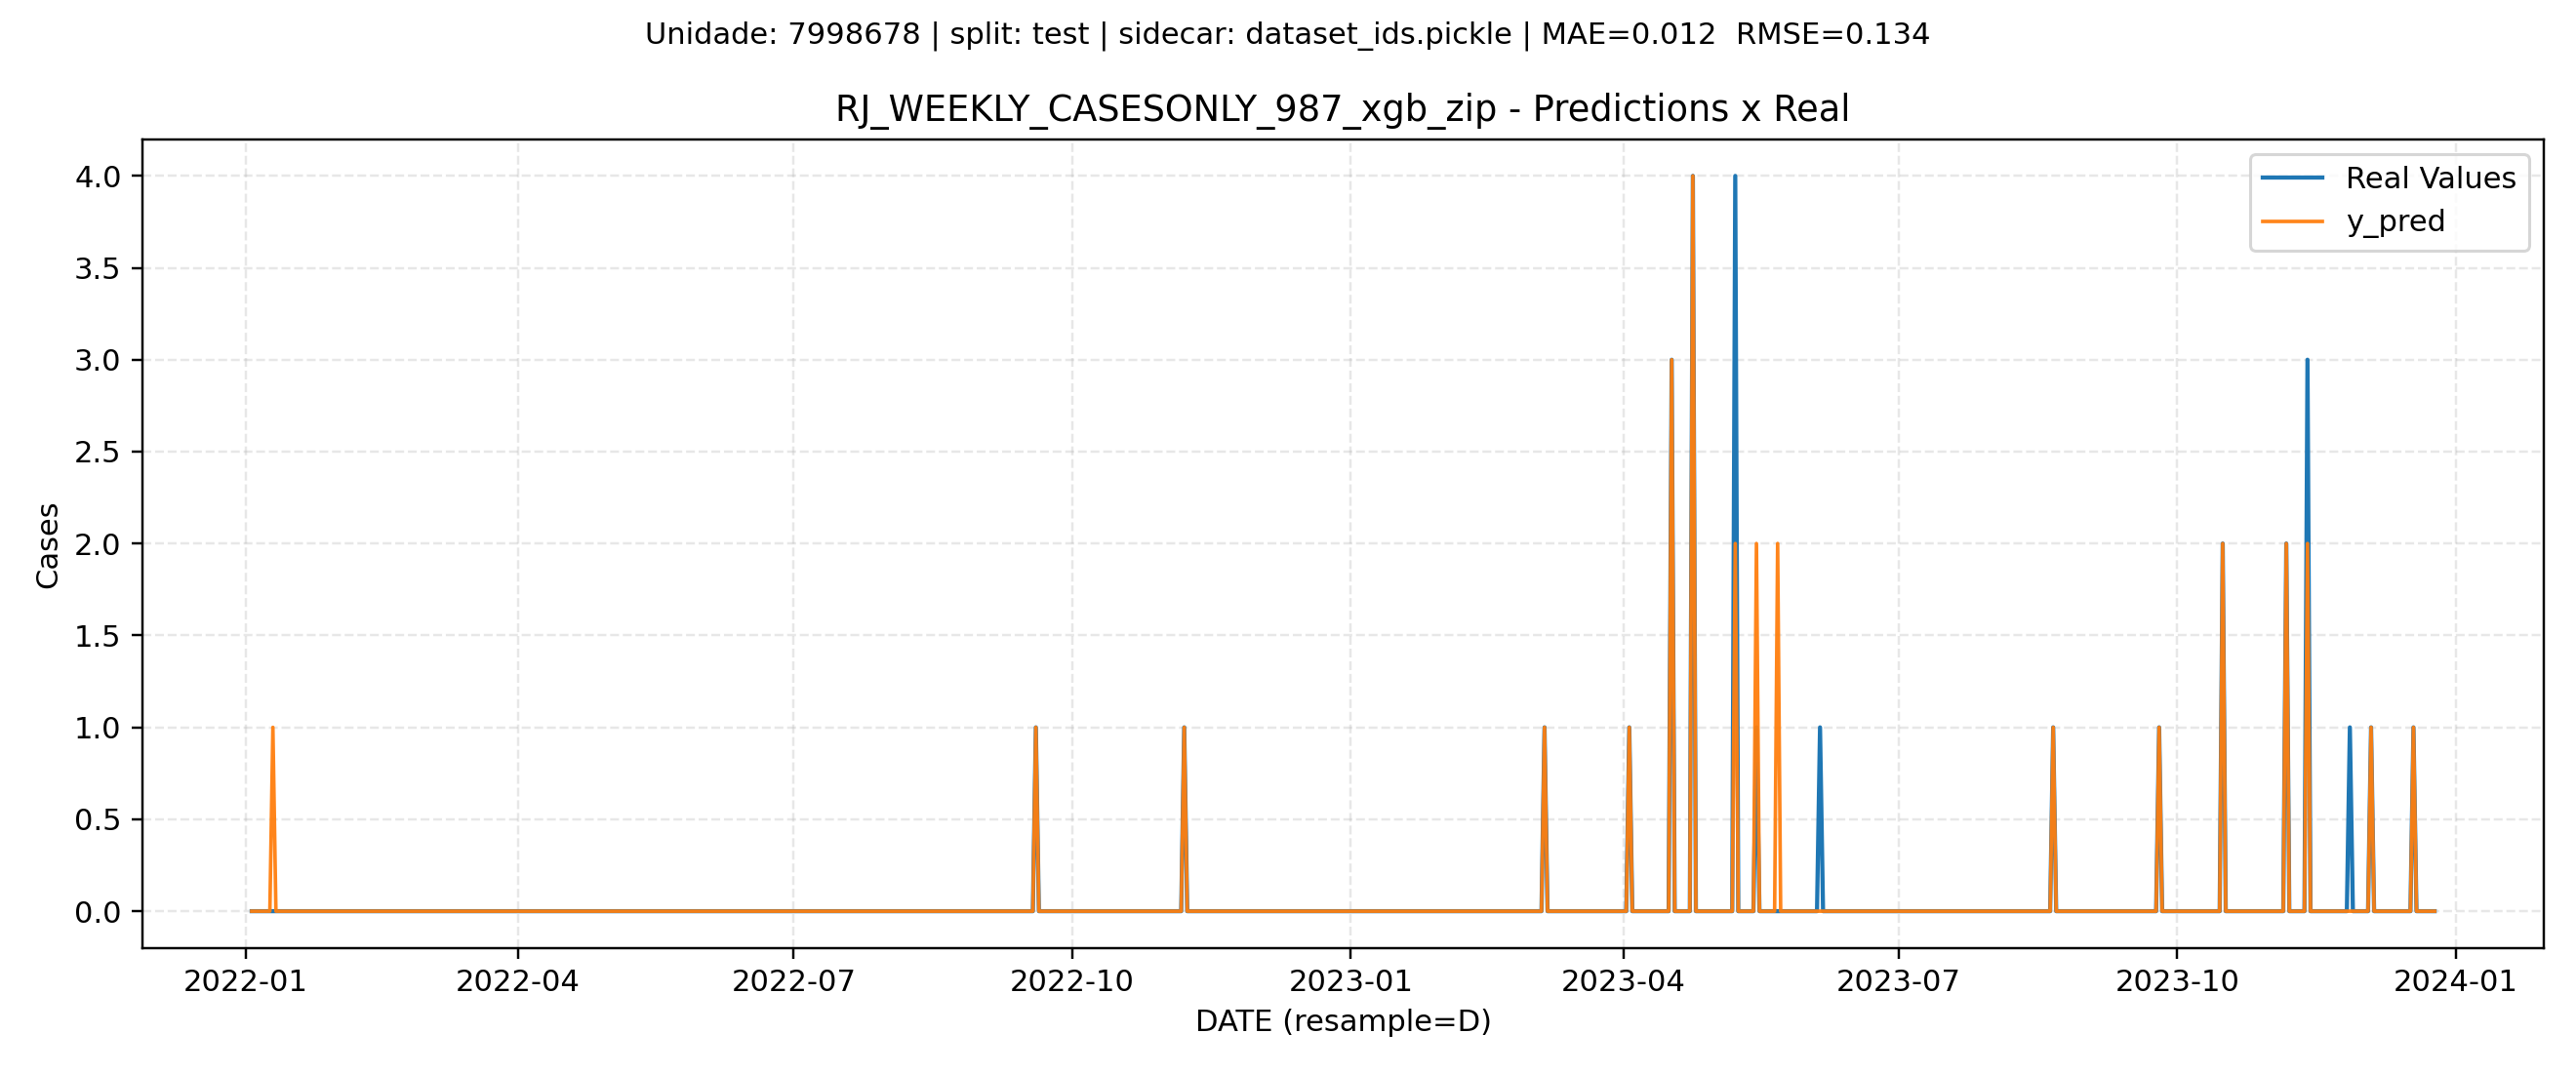 Unidade: 7998678 | split: test | sidecar: dataset_ids.pickle | MAE=0.012  RMSE=0.134
RJ_WEEKLY_CASESONLY_987_xgb_zip - Predictions x Real
Real Values
y_pred
4.0
3.5
3.0
2.5
2.0
1.5
1.0
0.5
0.0
Cases
2022-01 2022-04 2022-07 2022-10 2023-01 2023-04 2023-07 2023-10 2024-01
DATE (resample=D)